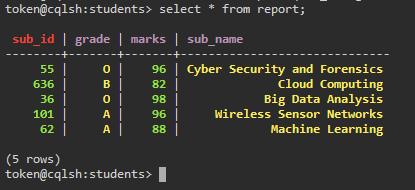 token@cqlsh:students> select * from report;
sub_id | grade | marks | sub_name
--------+-------+-------+------------------------------
55 | O | 96 | Cyber Security and Forensics
636 | B | 82 | Cloud Computing
36 | O | 98 | Big Data Analysis
101 | A | 96 | Wireless Sensor Networks
62 | A | 88 | Machine Learning
(5 rows)
token@cqlsh:students>